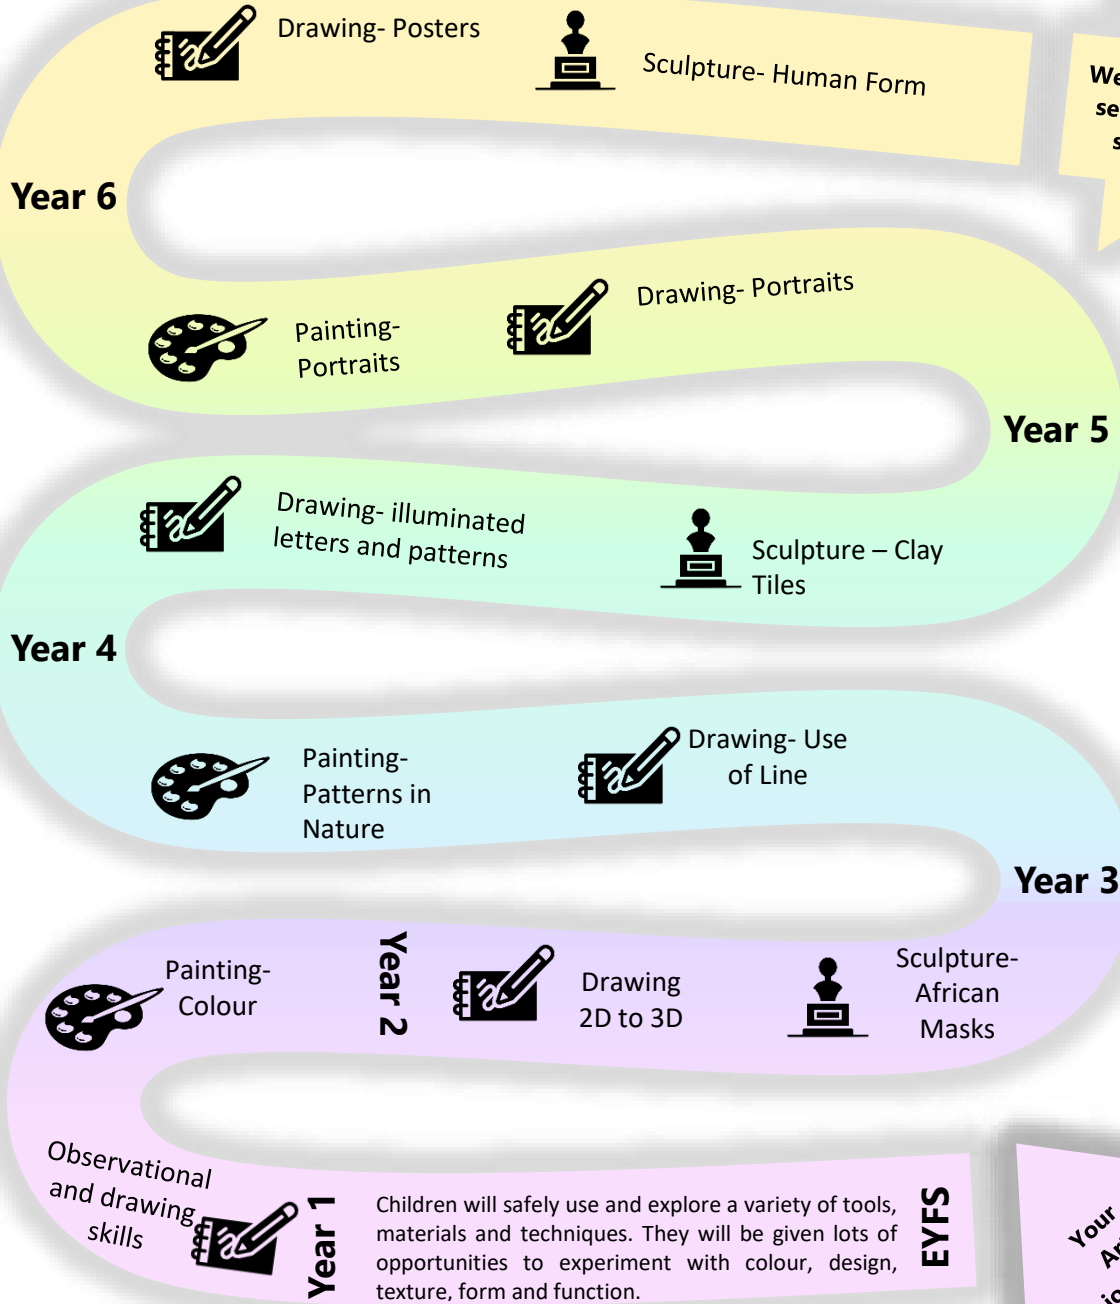 Drawing- Posters
Sculpture- Human Form
We
se
s
Year 6
Drawing- Portraits
Painting-
Portraits
Year 5
Drawing- illuminated
letters and patterns
Sculpture – Clay
Tiles
Year 4
Drawing- Use
of Line
Painting-
Patterns in
Nature
Year 3
Painting-
Colour
Year 2
Drawing
2D to 3D
Sculpture-
African
Masks
Observational
and drawing
skills
Year 1
Children will safely use and explore a variety of tools,
materials and techniques. They will be given lots of
opportunities to experiment with colour, design,
texture, form and function.
EYFS
Your